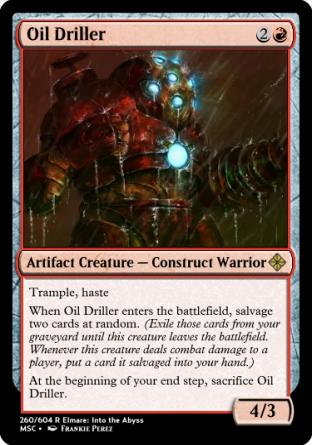 Oil Driller 2
Artifact Creature — Construct Warrior
Trample, haste
When Oil Driller enters the battlefield, salvage
two cards at random. (Exile those cards from your
graveyard until this creature leaves the battlefield.
Whenever this creature deals combat damage to a
player, put a card it salvaged into your hand.)
At the beginning of your end step, sacrifice Oil
Driller.
4/3
260/604 R Elmare: Into the Abyss
MSC • Frankie Perez